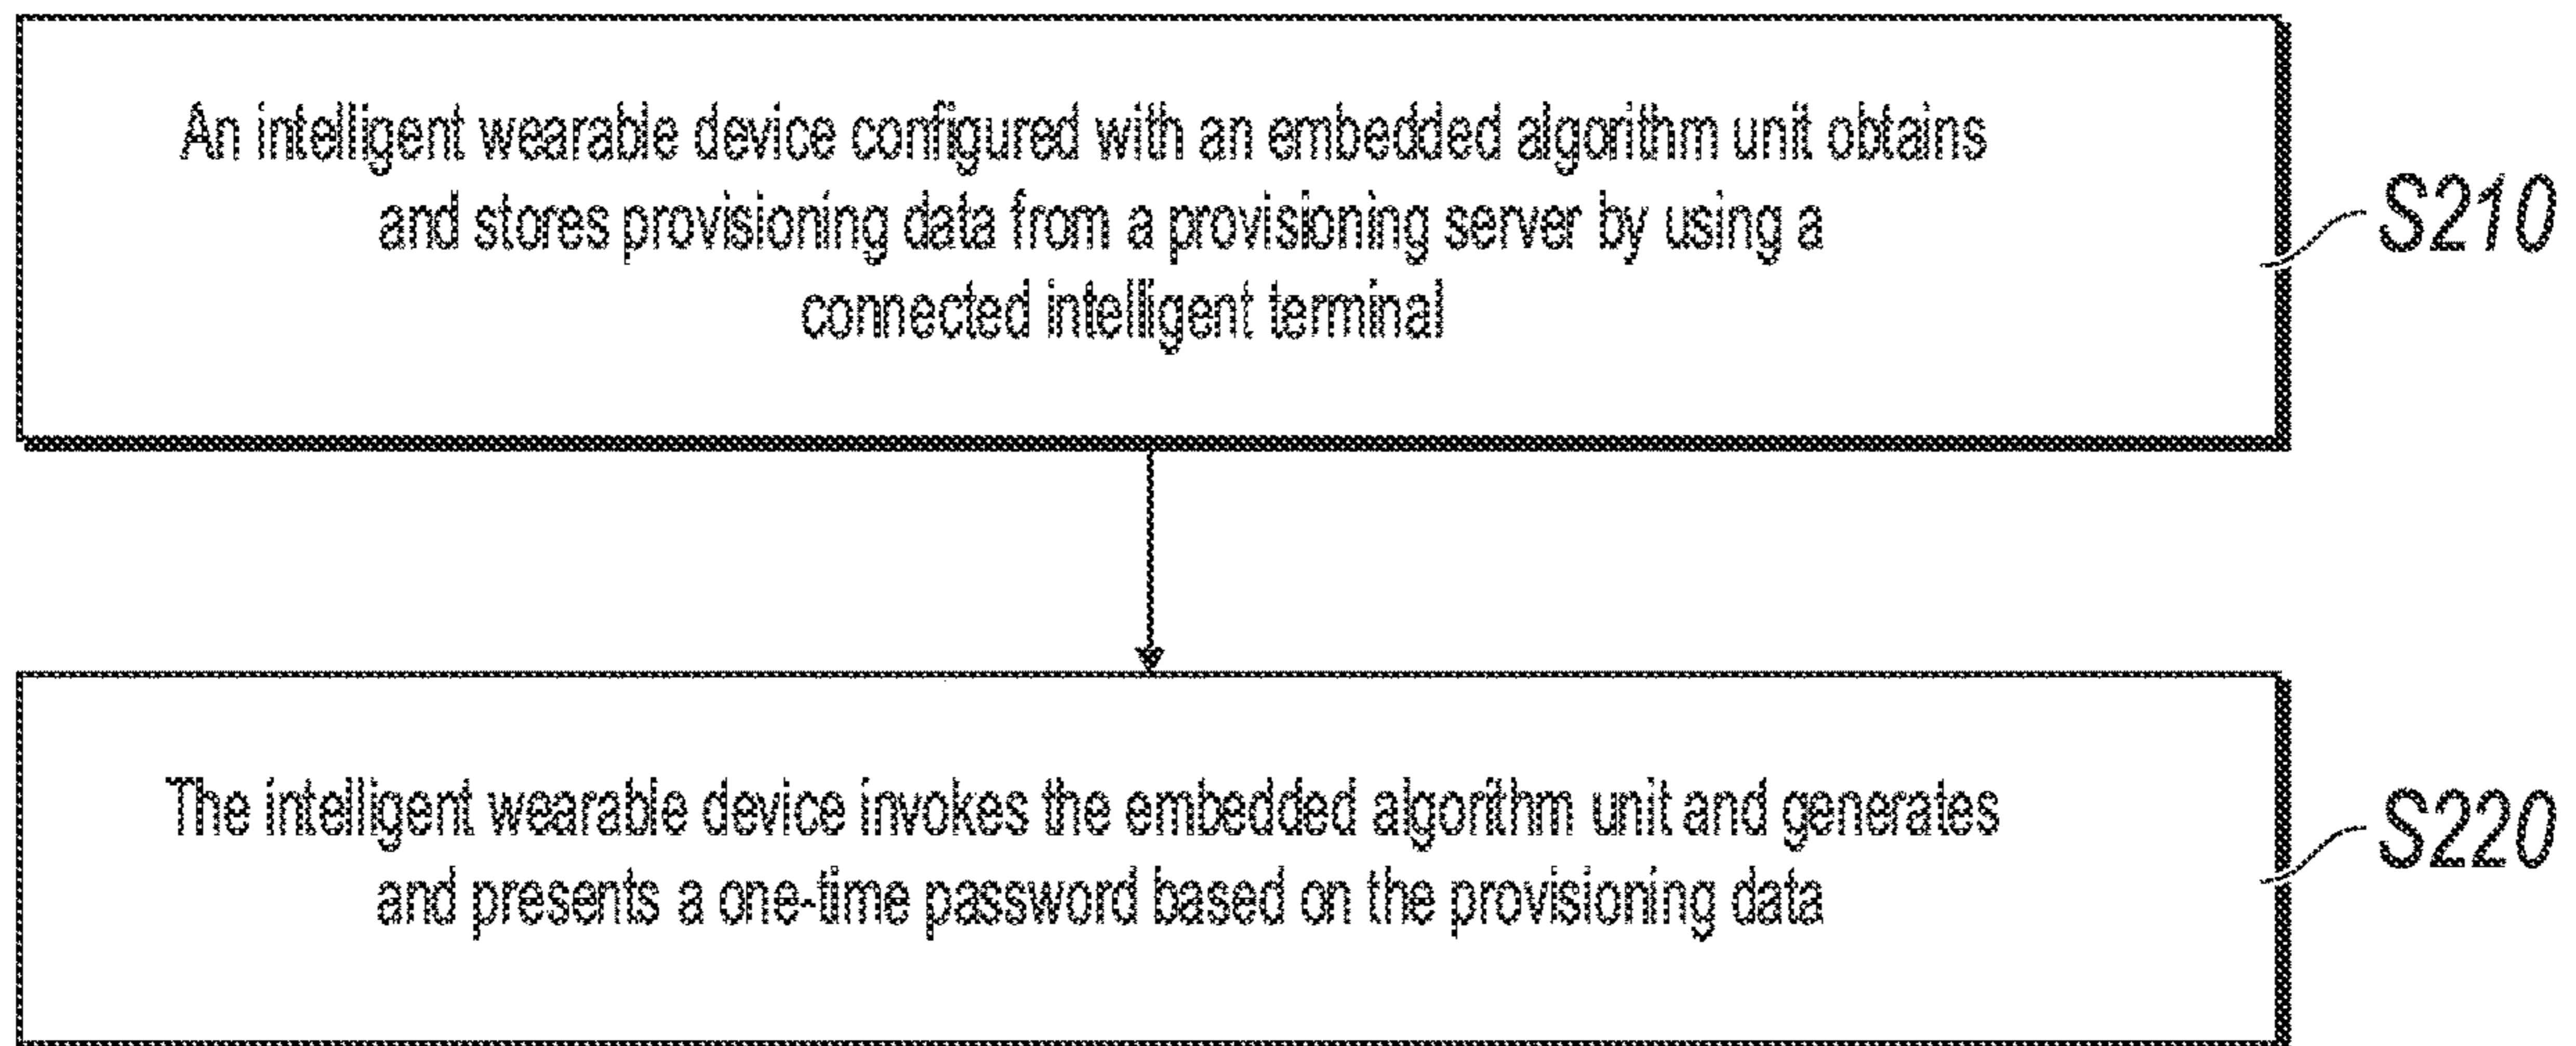 An intelligent wearable device configured with an embedded algorithm unit obtains
and stores provisioning data from a provisioning server by using a
connected intelligent terminal
S210
The intelligent wearable device invokes the embedded algorithm unit and generates
and presents a one-time password based on the provisioning data
S220